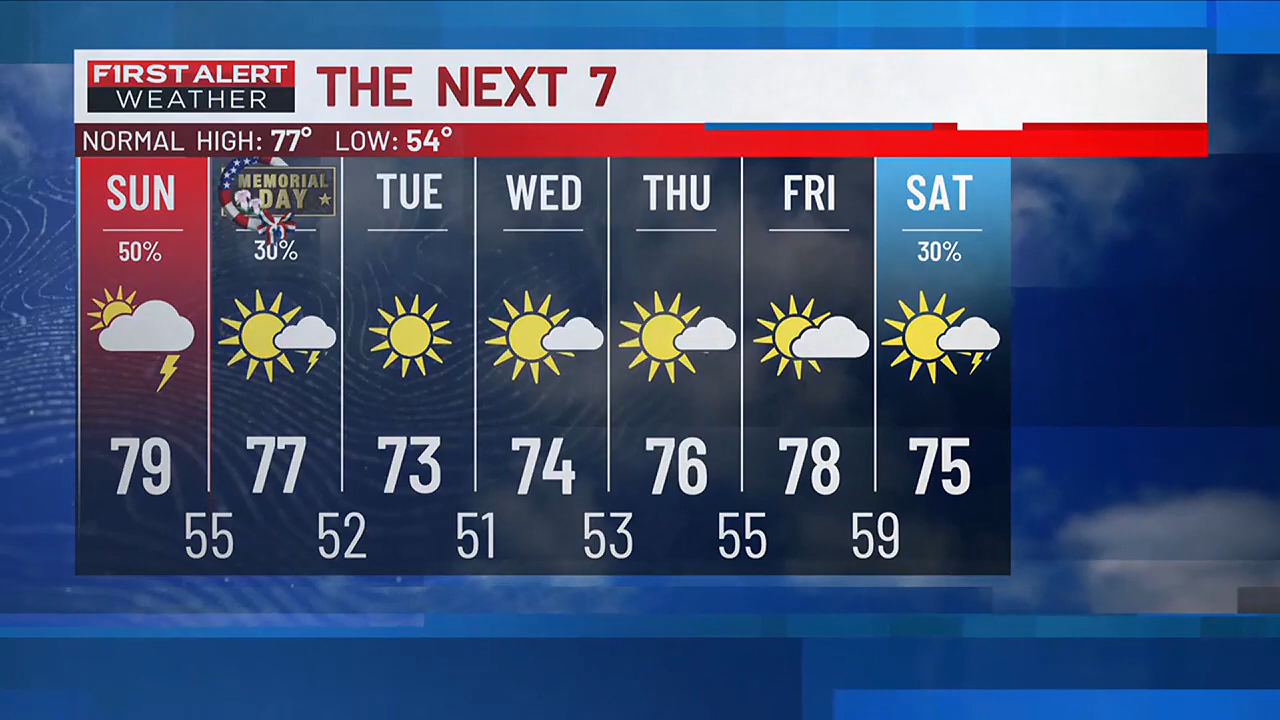 FIRST ALERT
WEATHER
THE NEXT 7
NORMAL HIGH: 77° LOW: 54°
SUN MEMORIAL DAY TUE WED THU FRI SAT
50% 30% 30%
79 77 73 74 76 78 75
55 52 51 53 55 59